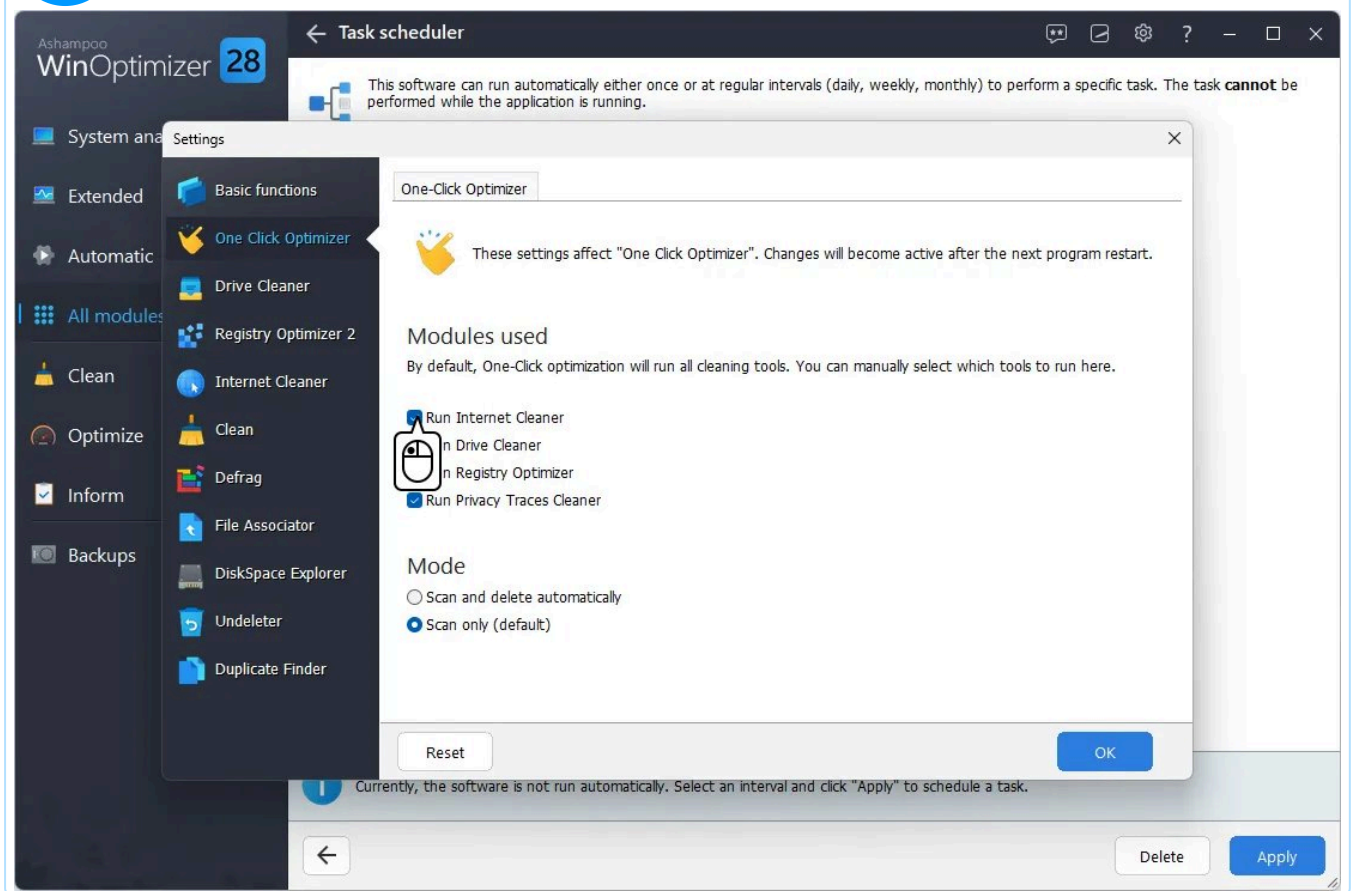 Ashampoo
WinOptimizer 28
Task scheduler
?
This software can run automatically either once or at regular intervals (daily, weekly, monthly) to perform a specific task. The task cannot be
performed while the application is running.
System ana
Extended
Automatic
All modules
Clean
Optimize
Inform
Backups
Settings
Basic functions
One Click Optimizer
Drive Cleaner
Registry Optimizer 2
Internet Cleaner
Clean
Defrag
File Associator
DiskSpace Explorer
Undeleter
Duplicate Finder
One-Click Optimizer
These settings affect "One Click Optimizer". Changes will become active after the next program restart.
Modules used
By default, One-Click optimization will run all cleaning tools. You can manually select which tools to run here.
Run Internet Cleaner
n Drive Cleaner
n Registry Optimizer
Run Privacy Traces Cleaner
Mode
Scan and delete automatically
Scan only (default)
Reset
OK
Currently, the software is not run automatically. Select an interval and click "Apply" to schedule a task.
Delete
Apply